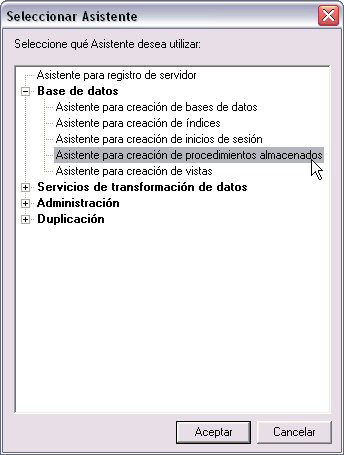 Seleccionar Asistente
Seleccione qué Asistente desea utilizar:
Asistente para registro de servidor
Base de datos
Asistente para creación de bases de datos
Asistente para creación de índices
Asistente para creación de inicios de sesión
Asistente para creación de procedimientos almacenados
Asistente para creación de vistas
Servicios de transformación de datos
Administración
Duplicación
Aceptar
Cancelar